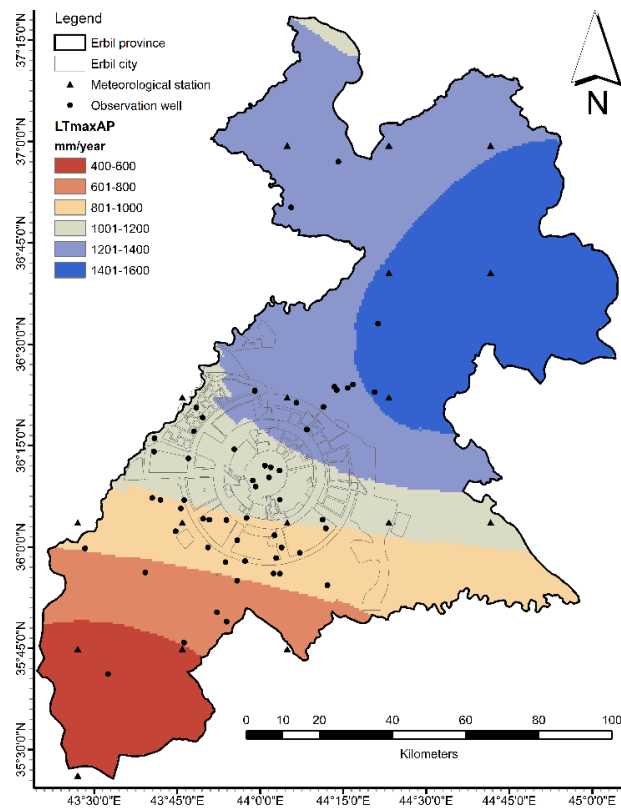 Legend
Erbil province
Erbil city
Meteorological station
Observation well
LTmaxAP
mm/year
400-600
601-800
801-1000
1001-1200
1201-1400
1401-1600
N
37°15'0"N
37°0'0"N
36°45'0"N
36°30'0"N
36°15'0"N
36°0'0"N
35°45'0"N
35°30'0"N
0 10 20 40 60 80 100
Kilometers
43°30'0"E 43°45'0"E 44°0'0"E 44°15'0"E 44°30'0"E 44°45'0"E 45°0'0"E